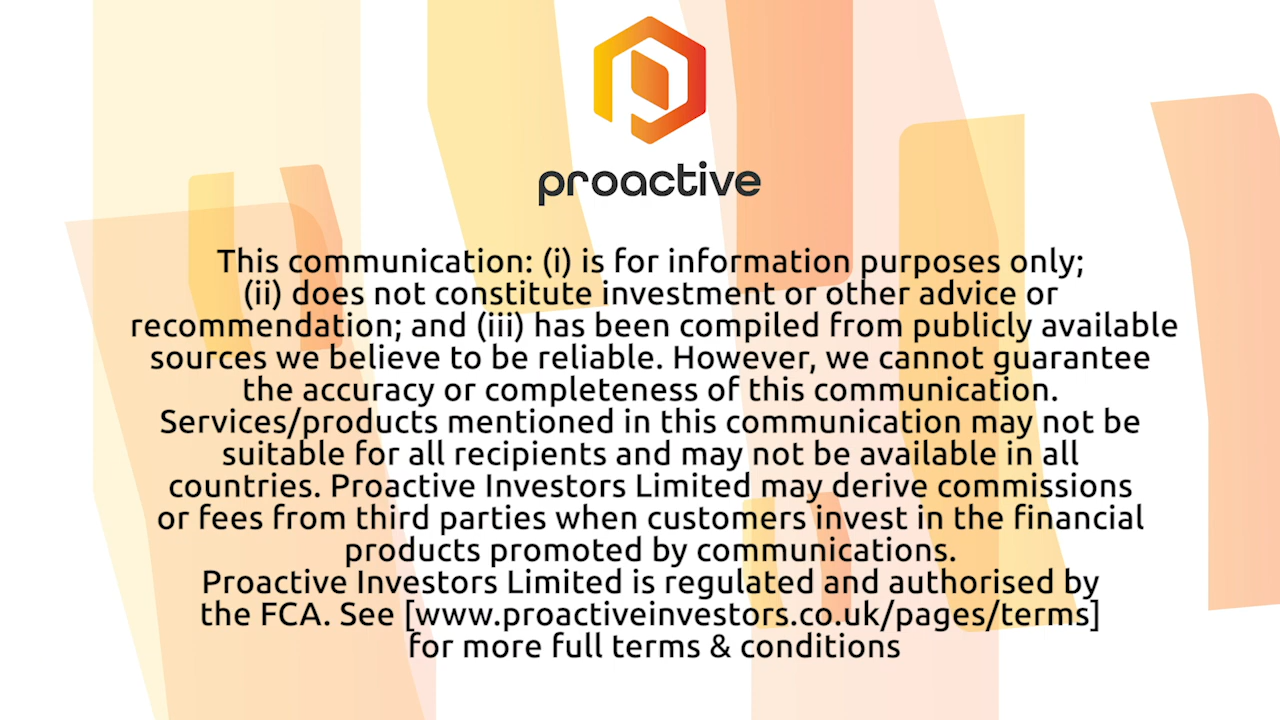 proactive
This communication: (i) is for information purposes only;
(ii) does not constitute investment or other advice or
recommendation; and (iii) has been compiled from publicly available
sources we believe to be reliable. However, we cannot guarantee
the accuracy or completeness of this communication.
Services/products mentioned in this communication may not be
suitable for all recipients and may not be available in all
countries. Proactive Investors Limited may derive commissions
or fees from third parties when customers invest in the financial
products promoted by communications.
Proactive Investors Limited is regulated and authorised by
the FCA. See [www.proactiveinvestors.co.uk/pages/terms]
for more full terms & conditions